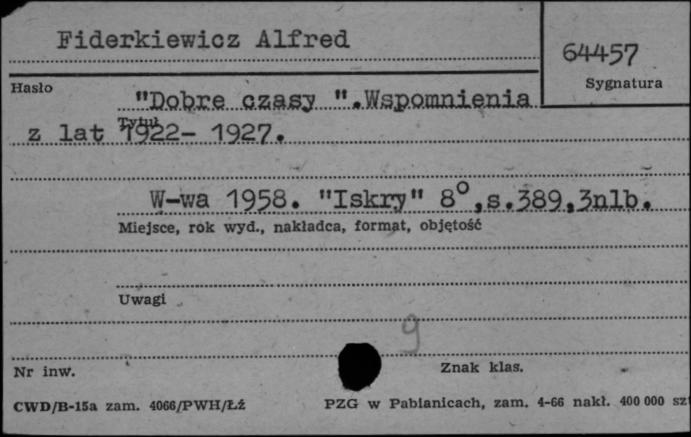 Fiderkiewicz Alfred
64457
Hasło
Sygnatura
"Dobre czasy ".Wspomnienia
Tytuł
z lat 1922- 1927.
W-wa 1958. "Iskry" 8°,s.389,3nlb.
Miejsce, rok wyd., nakładca, format, objętość
Uwagi
9
Nr inw.
Znak klas.
CWD/B-15a zam. 4066/PWH/Łź
PZG w Pabianicach, zam. 4-66 nakł. 400 000 szt